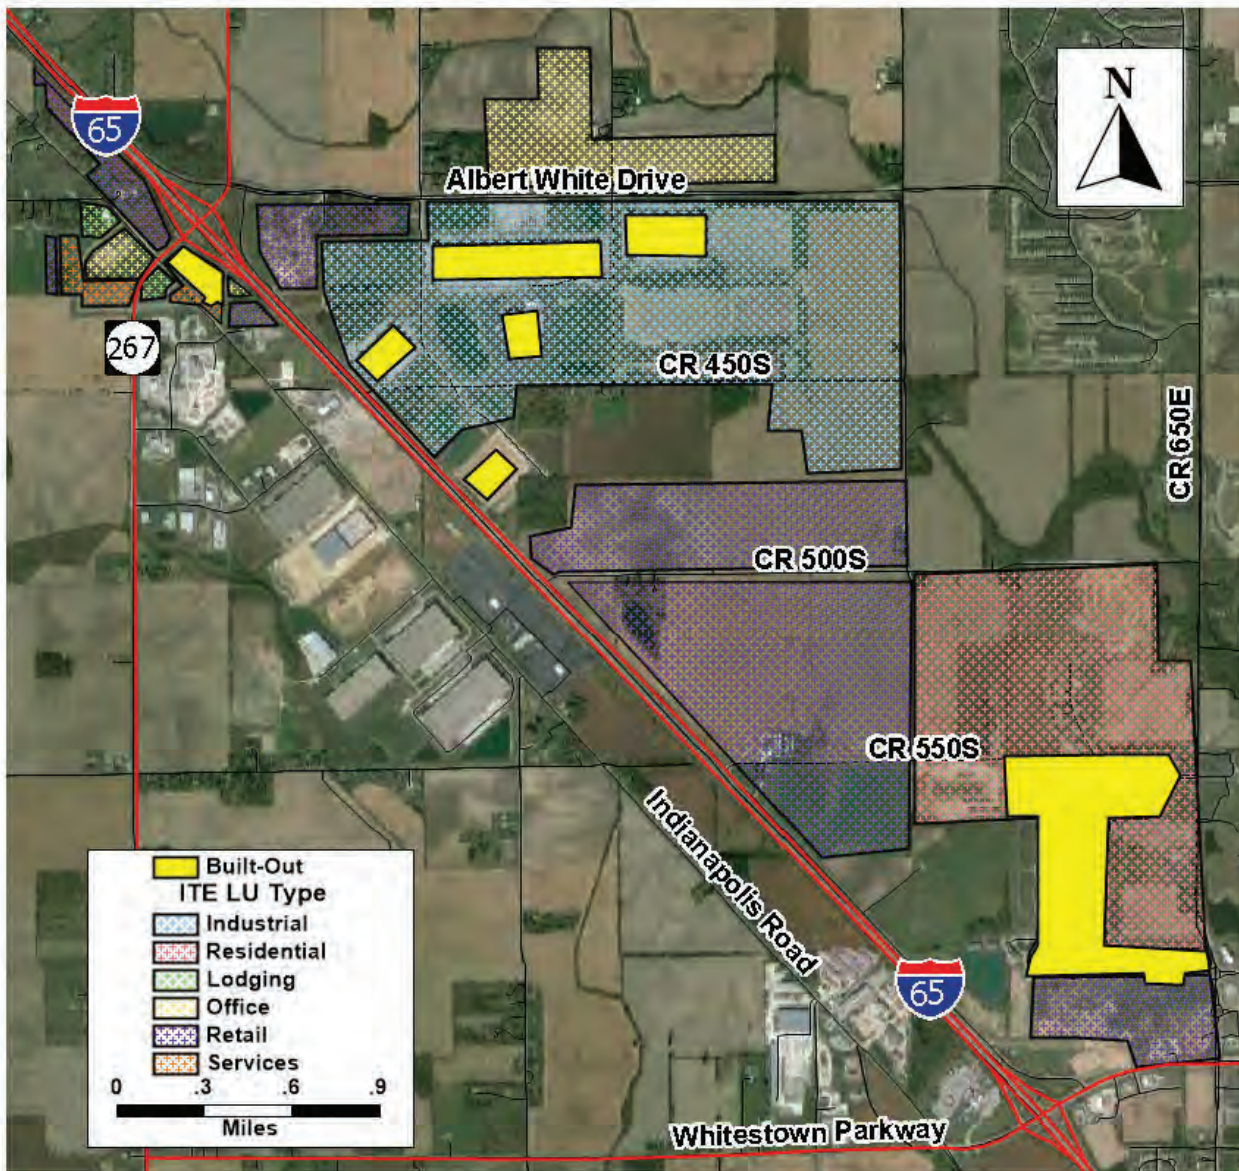 N
65
Albert White Drive
267
CR 450S
CR 650E
CR 500S
CR 550S
Indianapolis Road
65
Whitestown Parkway
Built-Out
ITE LU Type
Industrial
Residential
Lodging
Office
Retail
Services
0 .3 .6 .9
Miles